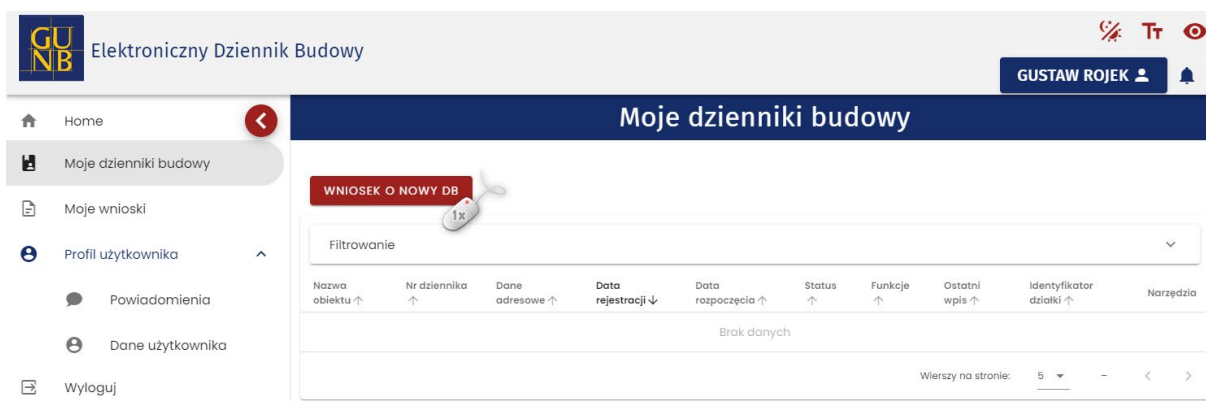 GU
NB
Elektroniczny Dziennik Budowy
Tт
GUSTAW ROJEK
Home
Moje dzienniki budowy
Moje wnioski
Profil użytkownika
Powiadomienia
Dane użytkownika
Wyloguj
Moje dzienniki budowy
WNIOSEK O NOWY DB
1x
Filtrowanie
Nazwa obiektu ↑ Nr dziennika ↑ Dane adresowe ↑ Data rejestracji ↓ Data rozpoczęcia ↑ Status ↑ Funkcje ↑ Ostatni wpis ↑ Identyfikator działki ↑ Narzędzia
Brak danych
Wierszy na stronie: 5 –